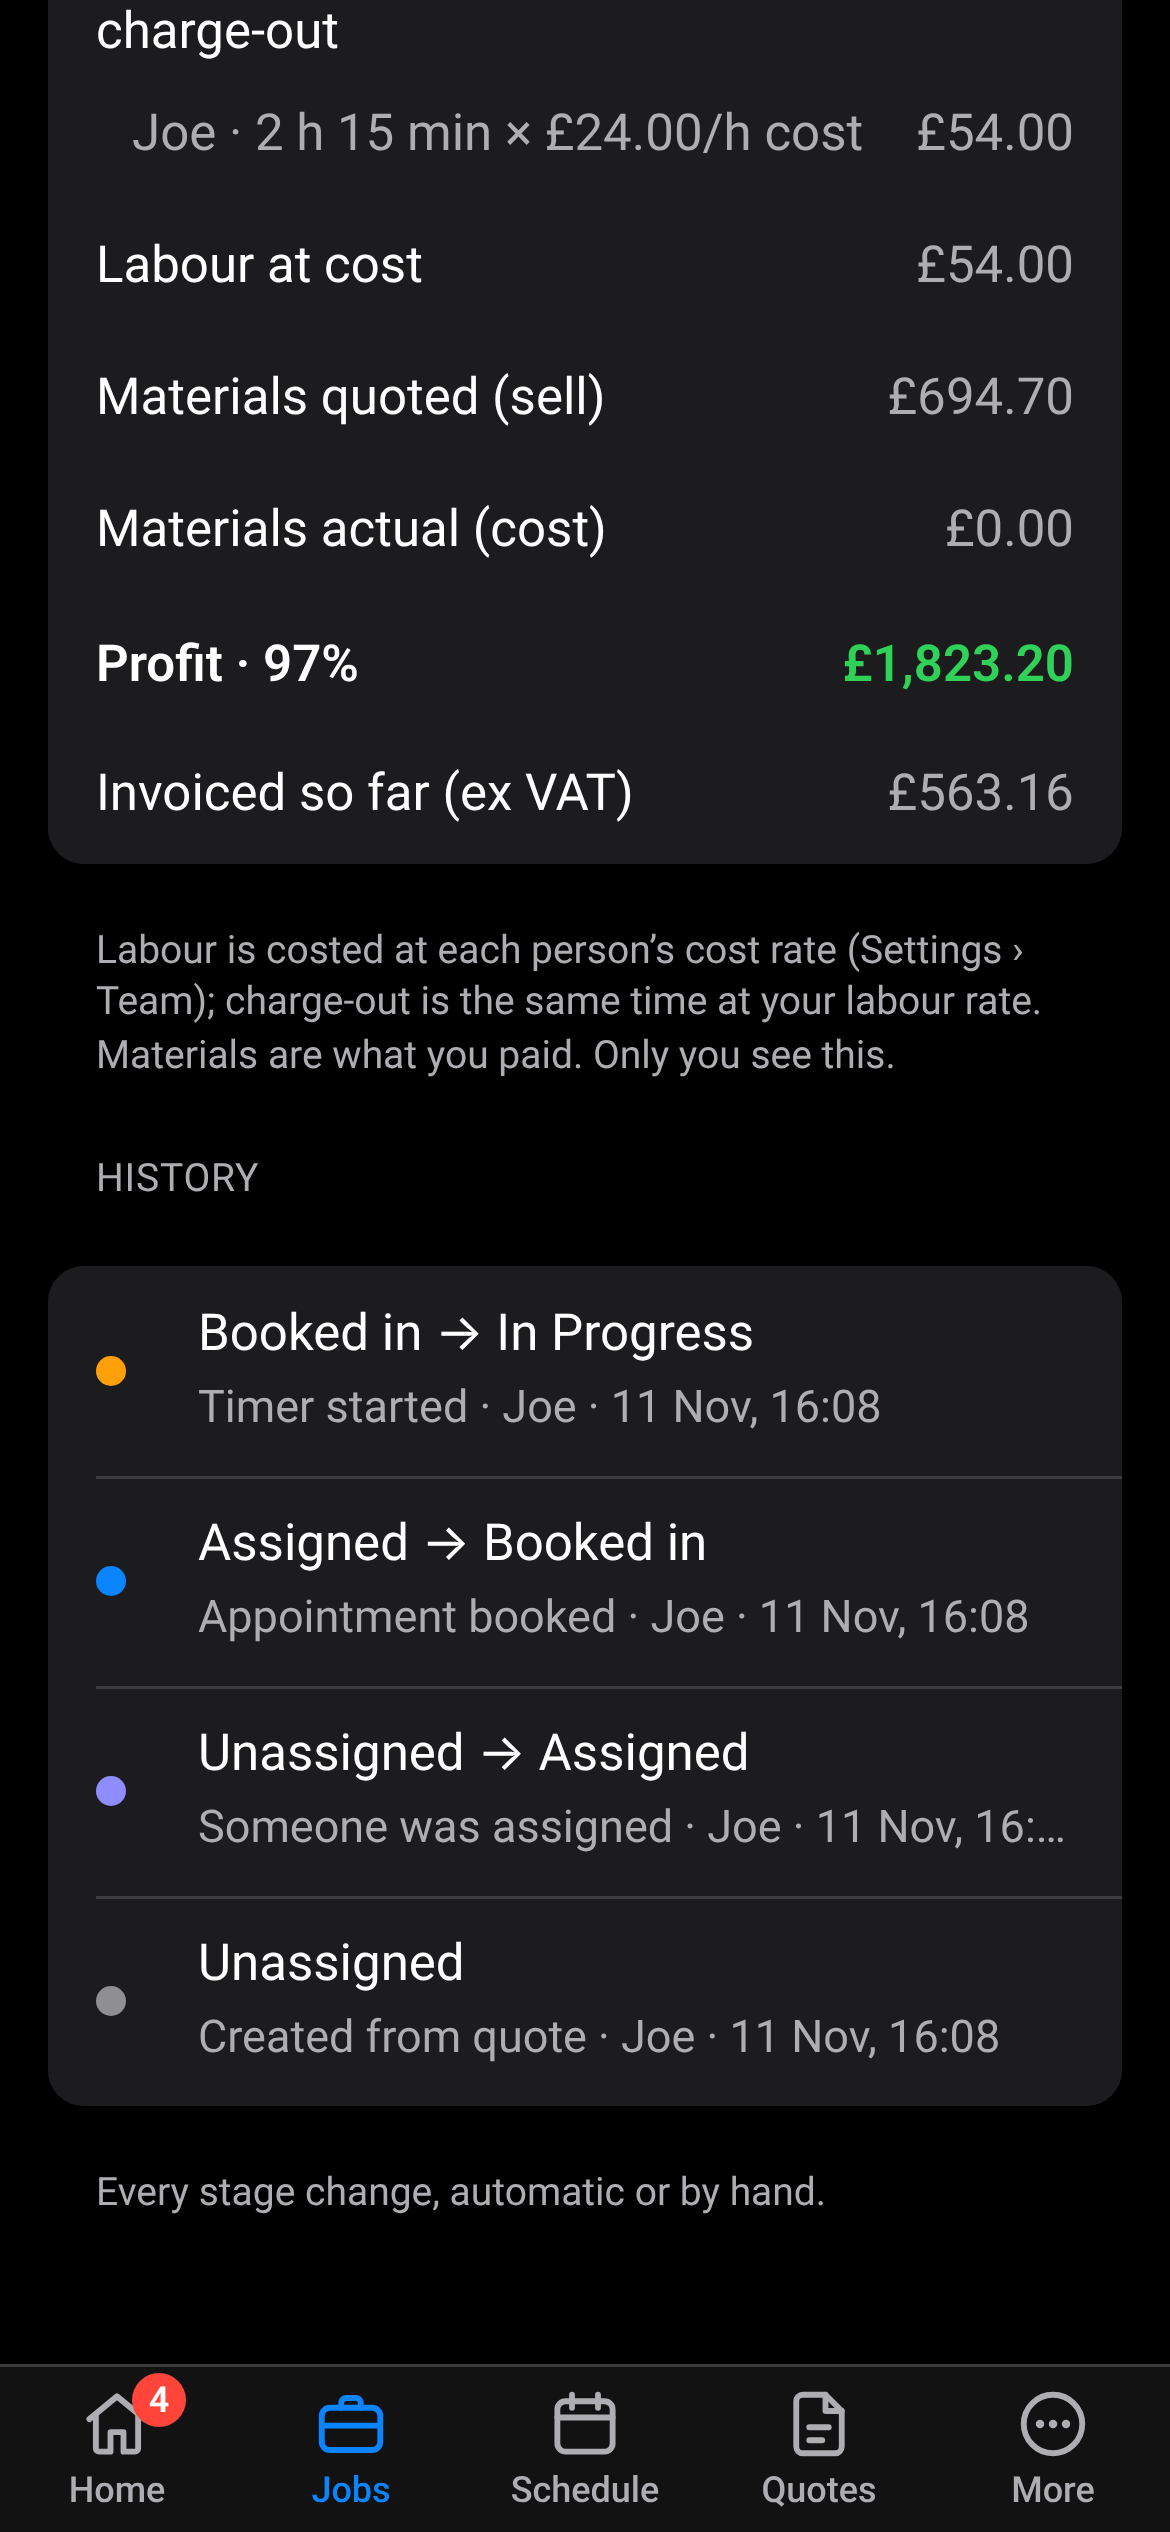 charge-out
Joe · 2 h 15 min × £24.00/h cost £54.00
Labour at cost £54.00
Materials quoted (sell) £694.70
Materials actual (cost) £0.00
Profit · 97% £1,823.20
Invoiced so far (ex VAT) £563.16
Labour is costed at each person’s cost rate (Settings ›
Team); charge-out is the same time at your labour rate.
Materials are what you paid. Only you see this.
HISTORY
Booked in → In Progress
Timer started · Joe · 11 Nov, 16:08
Assigned → Booked in
Appointment booked · Joe · 11 Nov, 16:08
Unassigned → Assigned
Someone was assigned · Joe · 11 Nov, 16:…
Unassigned
Created from quote · Joe · 11 Nov, 16:08
Every stage change, automatic or by hand.
4
Home Jobs Schedule Quotes More